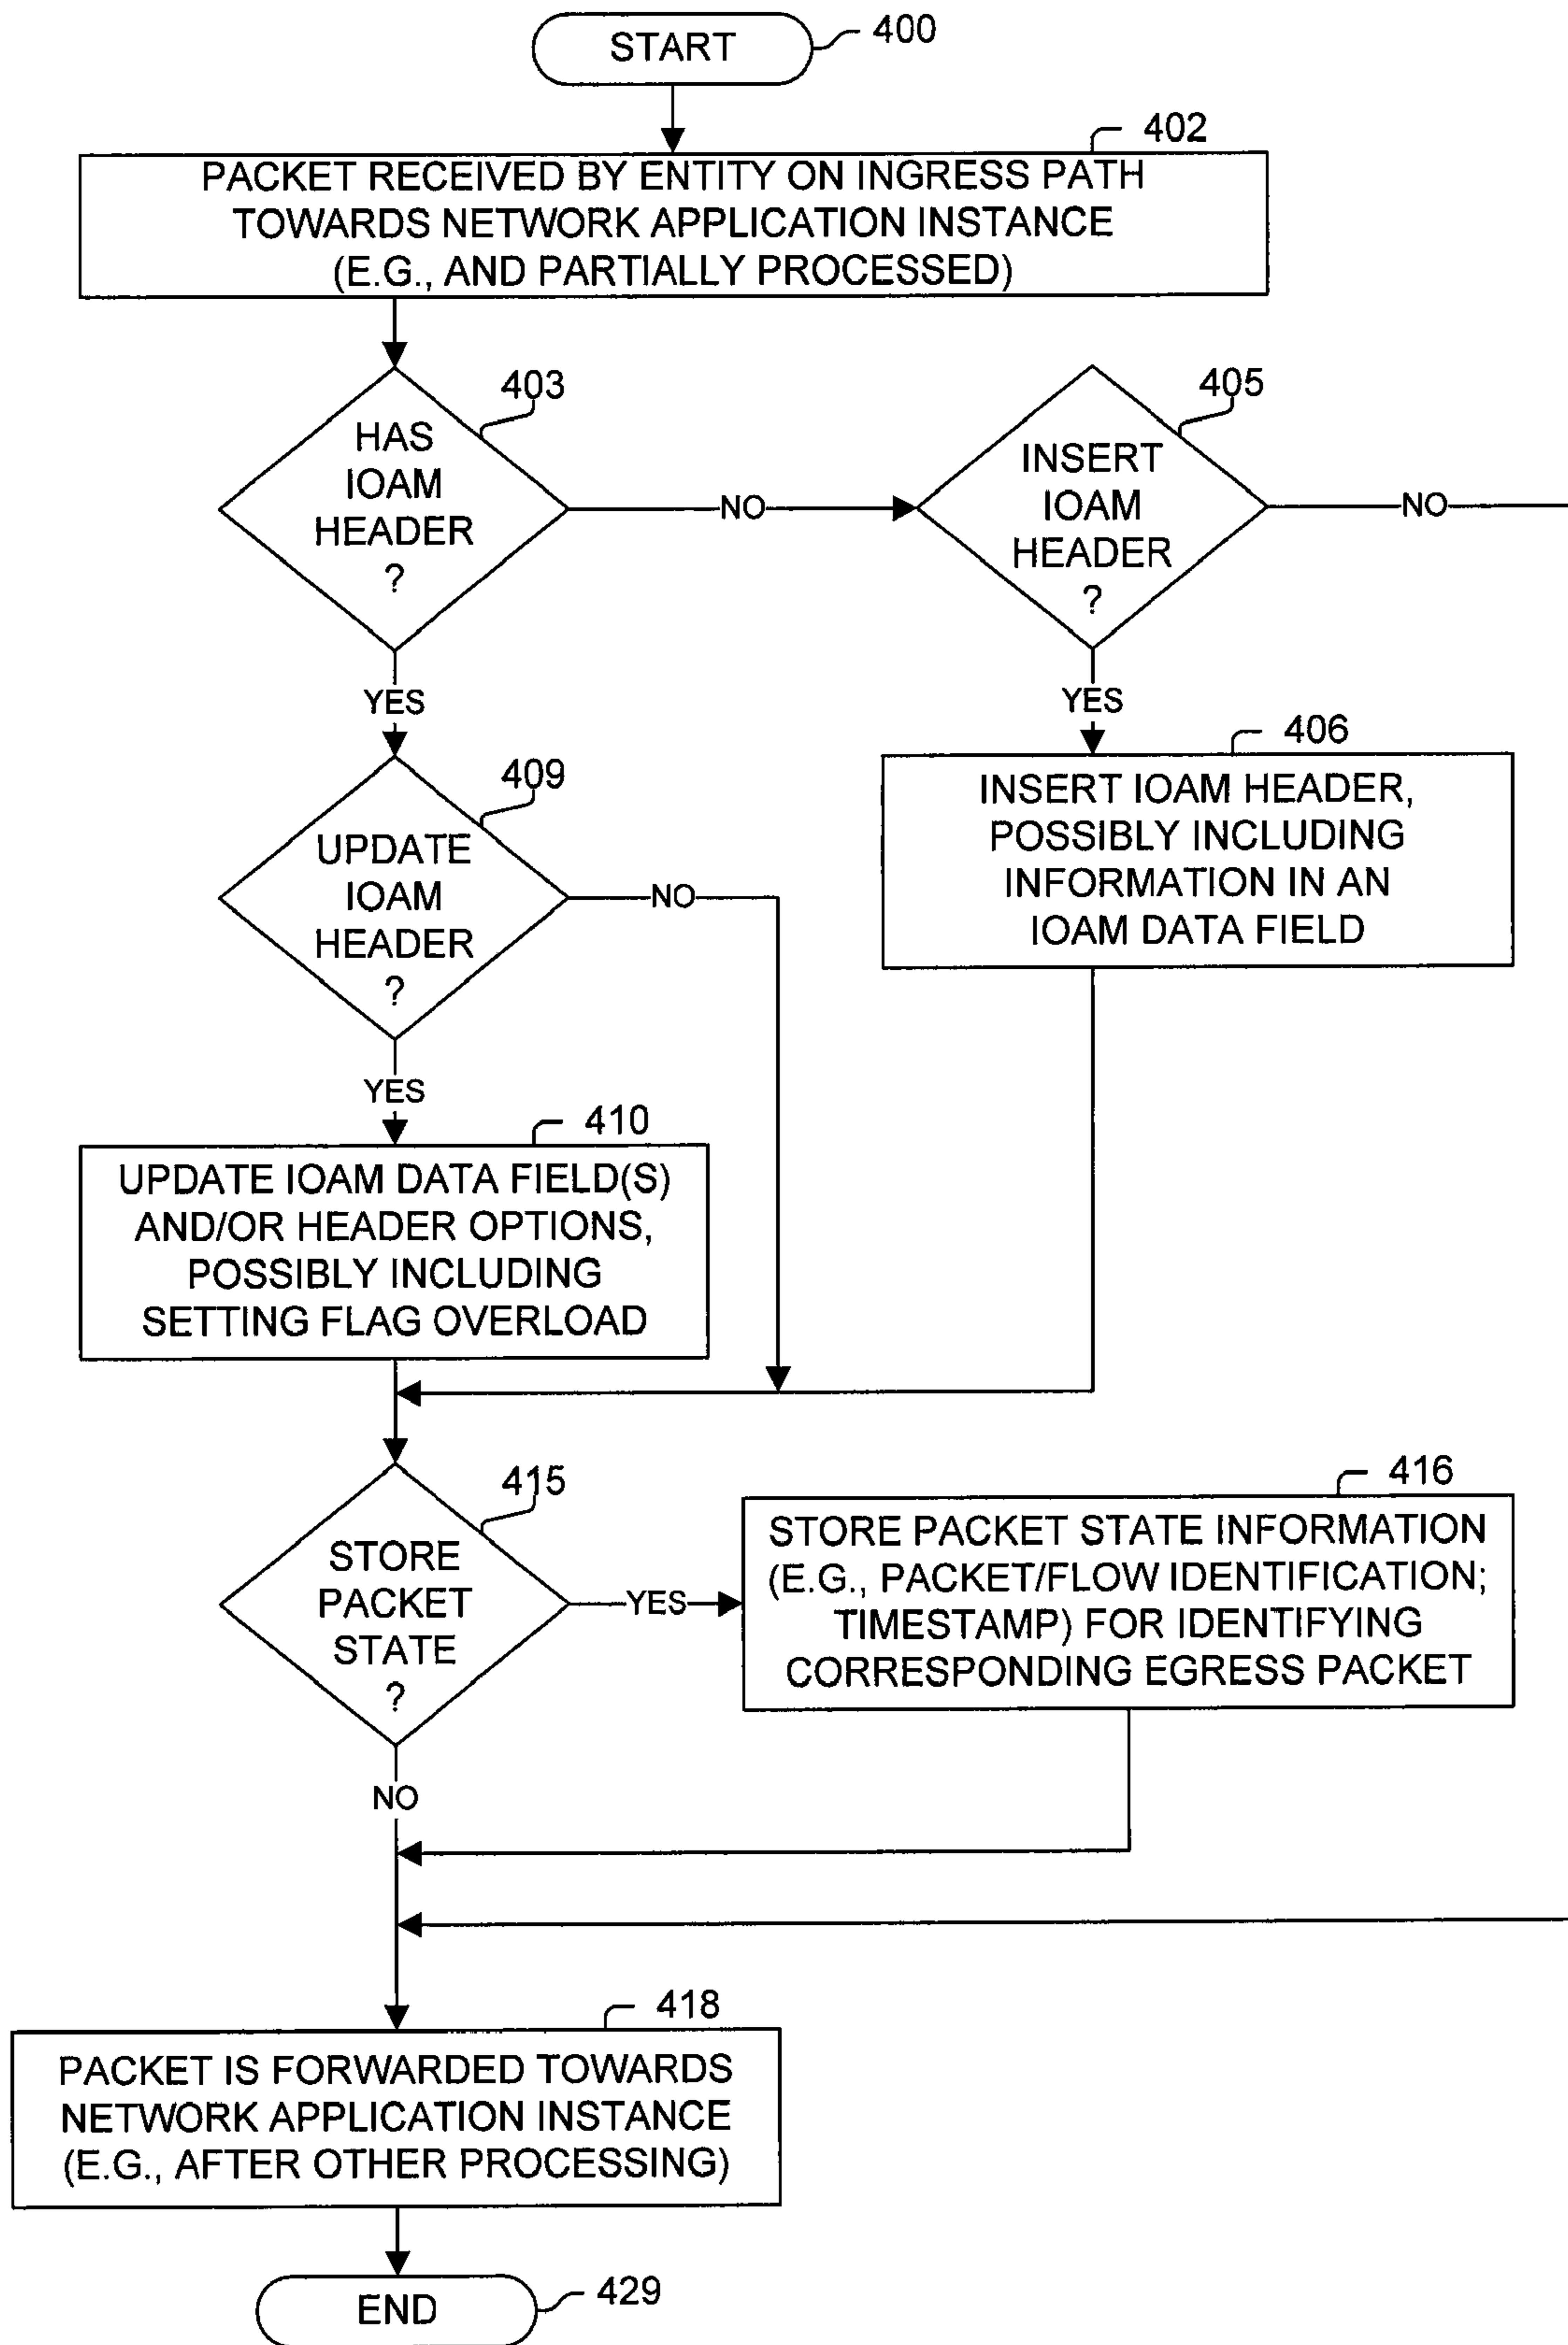 START
400
402
PACKET RECEIVED BY ENTITY ON INGRESS PATH
TOWARDS NETWORK APPLICATION INSTANCE
(E.G., AND PARTIALLY PROCESSED)
403
HAS
IOAM
HEADER
?
NO
405
INSERT
IOAM
HEADER
?
NO
YES
YES
406
INSERT IOAM HEADER,
POSSIBLY INCLUDING
INFORMATION IN AN
IOAM DATA FIELD
409
UPDATE
IOAM
HEADER
?
NO
YES
410
UPDATE IOAM DATA FIELD(S)
AND/OR HEADER OPTIONS,
POSSIBLY INCLUDING
SETTING FLAG OVERLOAD
415
STORE
PACKET
STATE
?
YES
416
STORE PACKET STATE INFORMATION
(E.G., PACKET/FLOW IDENTIFICATION;
TIMESTAMP) FOR IDENTIFYING
CORRESPONDING EGRESS PACKET
NO
418
PACKET IS FORWARDED TOWARDS
NETWORK APPLICATION INSTANCE
(E.G., AFTER OTHER PROCESSING)
END
429